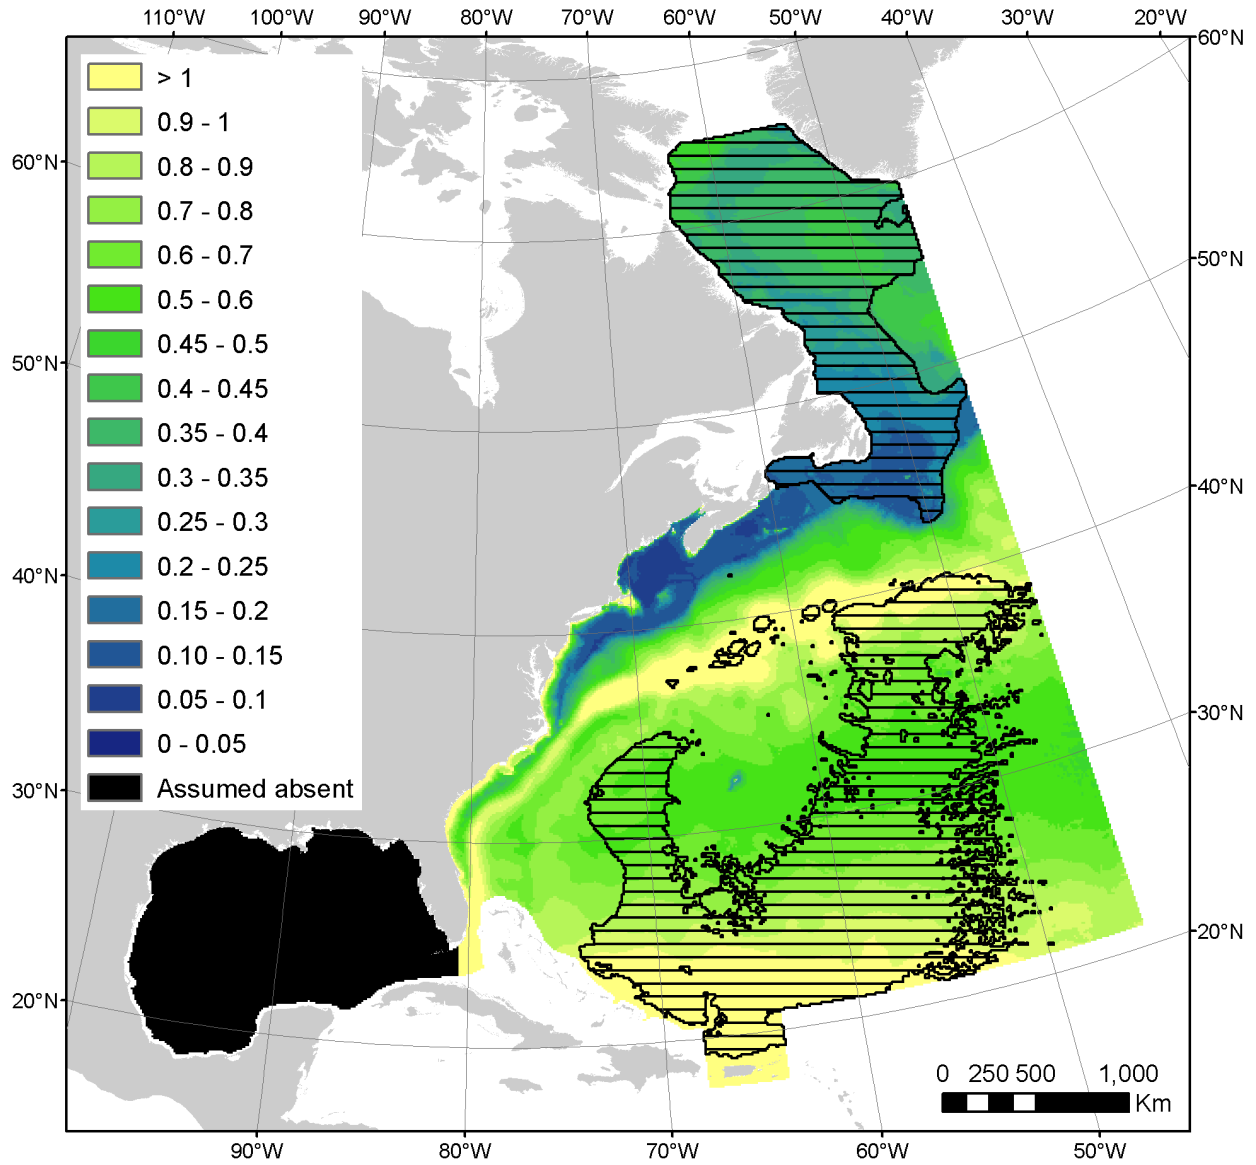 110°W 100°W 90°W 80°W 70°W 60°W 50°W 40°W 30°W 20°W
60°N
> 1
0.9 - 1
60°N
0.8 - 0.9
0.7 - 0.8
0.6 - 0.7
50°N
0.5 - 0.6
0.45 - 0.5
50°N
0.4 - 0.45
0.35 - 0.4
0.3 - 0.35
40°N
0.25 - 0.3
0.2 - 0.25
40°N
0.15 - 0.2
0.10 - 0.15
0.05 - 0.1
30°N
0 - 0.05
Assumed absent
30°N
20°N
20°N
0 250 500 1,000
Km
90°W 80°W 70°W 60°W 50°W